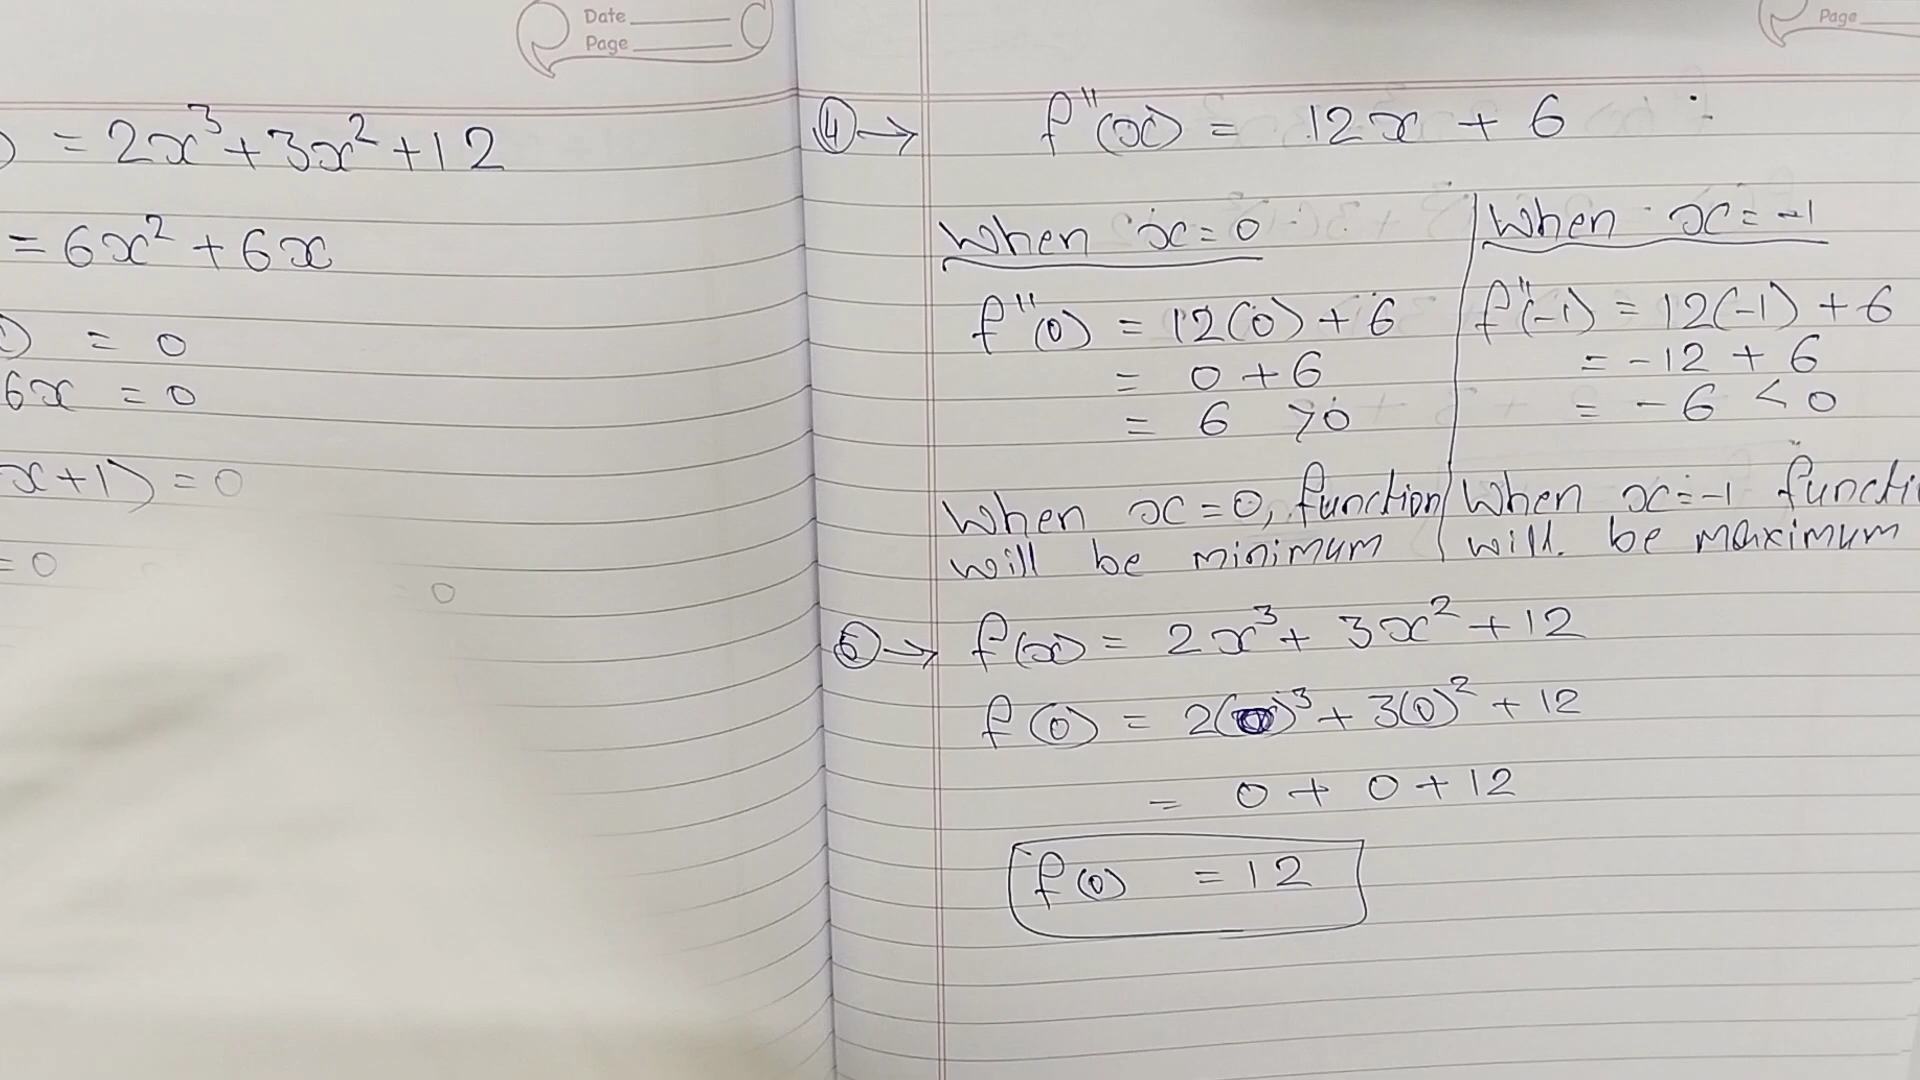 Date
Page
) = 2x³ + 3x² + 12
= 6x² + 6x
) = 0
6x = 0
x+1) = 0
= 0
0
Page
④→ f''(x) = 12x + 6
When x = 0
f''(0) = 12(0) + 6
= 0 + 6
= 6 >0
When x=0, function
will be minimum
When x = -1
f''(-1) = 12(-1) + 6
= -12 + 6
= -6 < 0
When x=-1 functi
will be maximum
⑤→ f(x) = 2x³ + 3x² + 12
f(0) = 2(0)³ + 3(0)² + 12
= 0 + 0 + 12
f(0) = 12